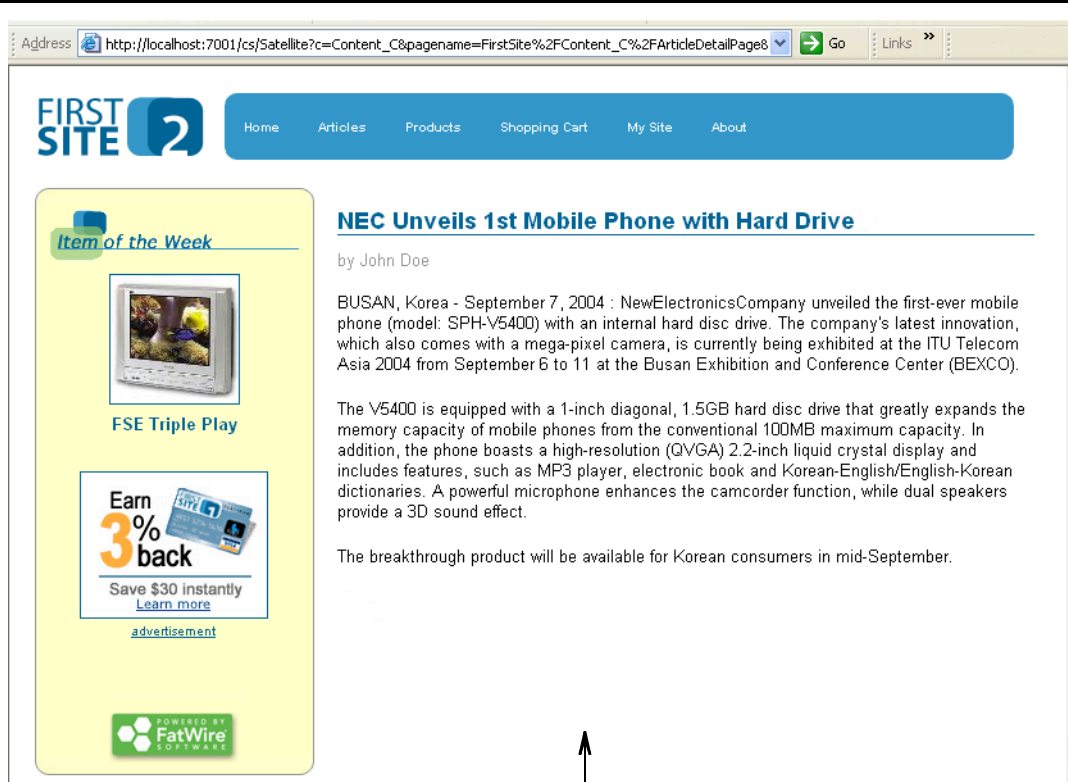 Address http://localhost:7001/cs/Satellite?c=Content_C&pagename=FirstSite%2FContent_C%2FArticleDetailPage& Go Links »
FIRST
SITE 2
Home Articles Products Shopping Cart My Site About
Item of the Week
FSE Triple Play
Earn
3%
back
Save $30 instantly
Learn more
advertisement
POWERED BY
FatWire
SOFTWARE
NEC Unveils 1st Mobile Phone with Hard Drive
by John Doe
BUSAN, Korea - September 7, 2004 : NewElectronicsCompany unveiled the first-ever mobile
phone (model: SPH-V5400) with an internal hard disc drive. The company's latest innovation,
which also comes with a mega-pixel camera, is currently being exhibited at the ITU Telecom
Asia 2004 from September 6 to 11 at the Busan Exhibition and Conference Center (BEXCO).
The V5400 is equipped with a 1-inch diagonal, 1.5GB hard disc drive that greatly expands the
memory capacity of mobile phones from the conventional 100MB maximum capacity. In
addition, the phone boasts a high-resolution (QVGA) 2.2-inch liquid crystal display and
includes features, such as MP3 player, electronic book and Korean-English/English-Korean
dictionaries. A powerful microphone enhances the camcorder function, while dual speakers
provide a 3D sound effect.
The breakthrough product will be available for Korean consumers in mid-September.